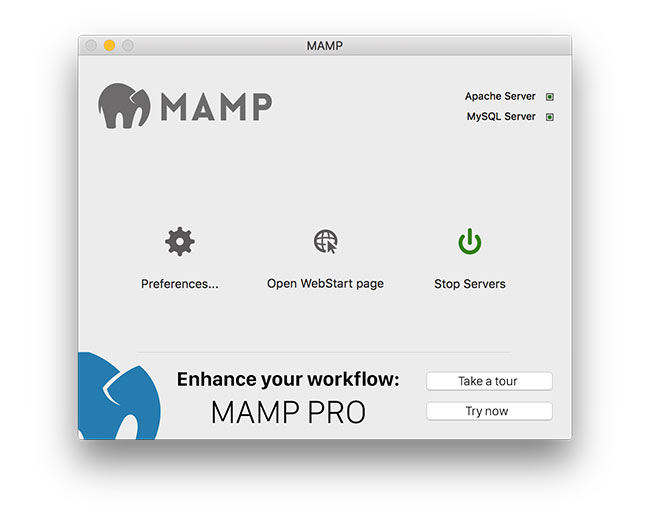 MAMP
MAMP
Apache Server
MySQL Server
Preferences...
Open WebStart page
Stop Servers
Enhance your workflow:
MAMP PRO
Take a tour
Try now